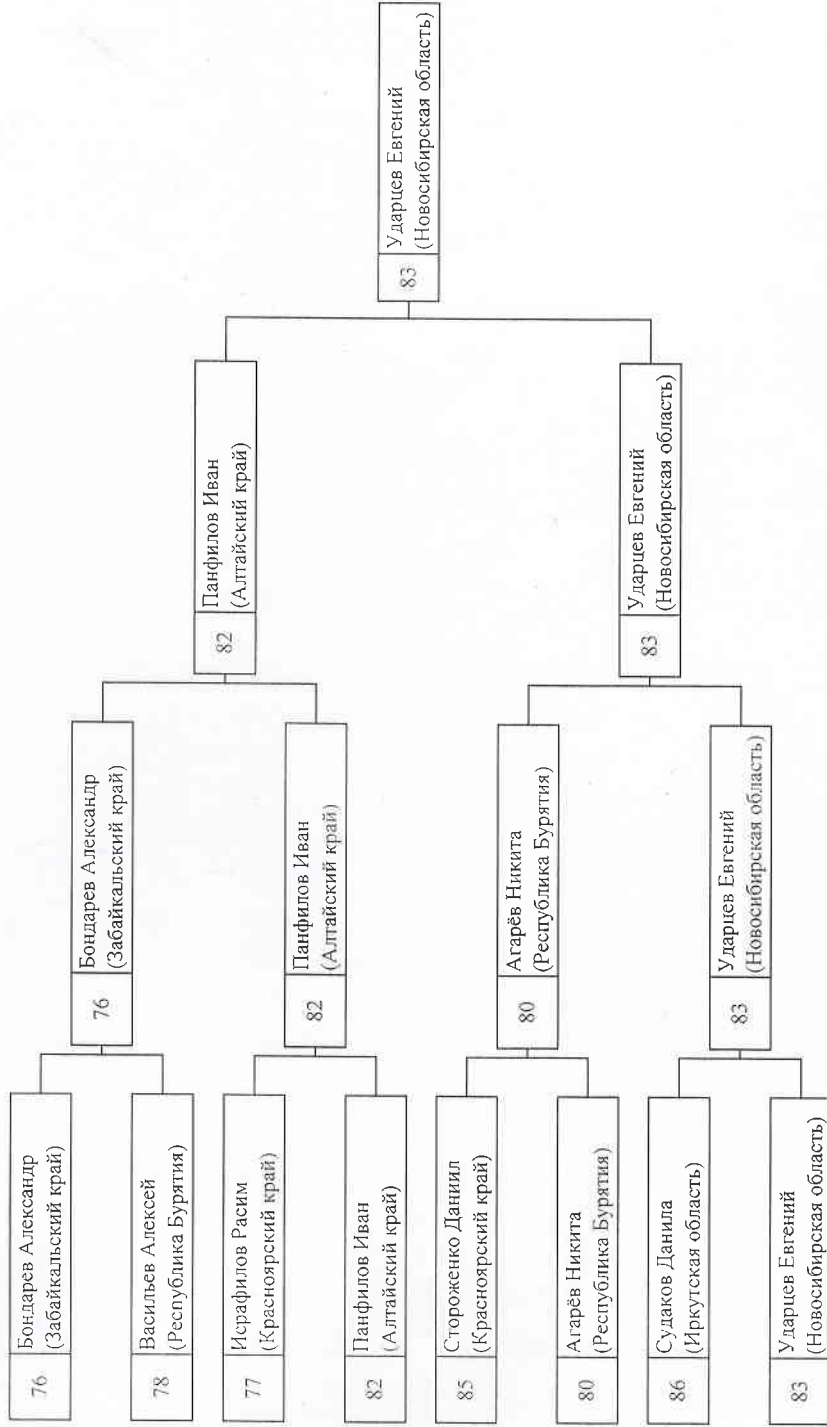 76
Бондарев Александр
(Забайкальский край)
78
Васильев Алексей
(Республика Бурятия)
77
Исрафилов Расим
(Красноярский край)
82
Панфилов Иван
(Алтайский край)
85
Стороженко Даниил
(Красноярский край)
80
Агарёв Никита
(Республика Бурятия)
86
Судаков Данила
(Иркутская область)
83
Ударцев Евгений
(Новосибирская область)
76
Бондарев Александр
(Забайкальский край)
82
Панфилов Иван
(Алтайский край)
80
Агарёв Никита
(Республика Бурятия)
83
Ударцев Евгений
(Новосибирская область)
82
Панфилов Иван
(Алтайский край)
83
Ударцев Евгений
(Новосибирская область)
83
Ударцев Евгений
(Новосибирская область)